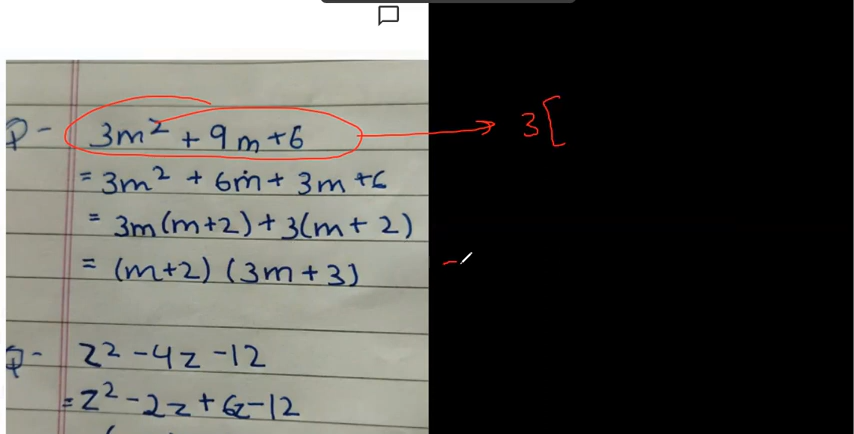 Q- 3m² + 9m + 6
= 3m² + 6m + 3m + 6
= 3m(m+2) + 3(m + 2)
= (m+2) (3m + 3)
Q- z² - 4z - 12
= z² - 2z + 6z - 12
→ 3[
-